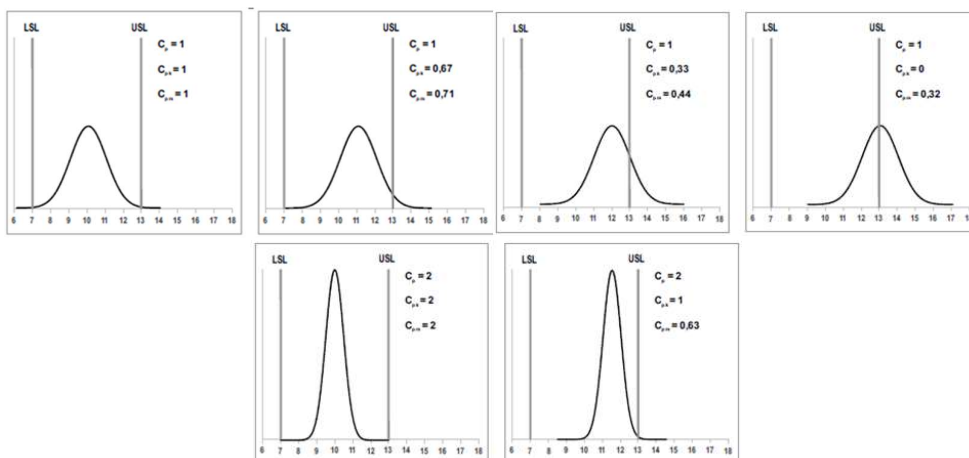 LSL USL
Cp = 1
Cpk = 1
Cpm = 1
6 7 8 9 10 11 12 13 14 15 16 17 18
LSL USL
Cp = 1
Cpk = 0,67
Cpm = 0,71
6 7 8 9 10 11 12 13 14 15 16 17 18
LSL USL
Cp = 1
Cpk = 0,33
Cpm = 0,44
6 7 8 9 10 11 12 13 14 15 16 17 18
LSL USL
Cp = 1
Cpk = 0
Cpm = 0,32
6 7 8 9 10 11 12 13 14 15 16 17 18
LSL USL
Cp = 2
Cpk = 2
Cpm = 2
6 7 8 9 10 11 12 13 14 15 16 17 18
LSL USL
Cp = 2
Cpk = 1
Cpm = 0,63
6 7 8 9 10 11 12 13 14 15 16 17 18